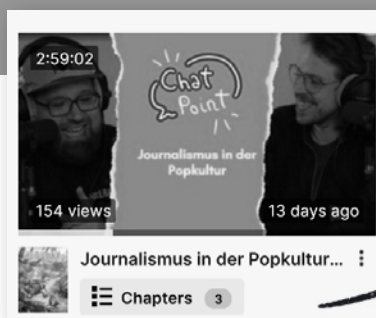 2:59:02
Chat
Point
Journalismus in der
Popkultur
154 views
13 days ago
Journalismus in der Popkultur...
Chapters 3